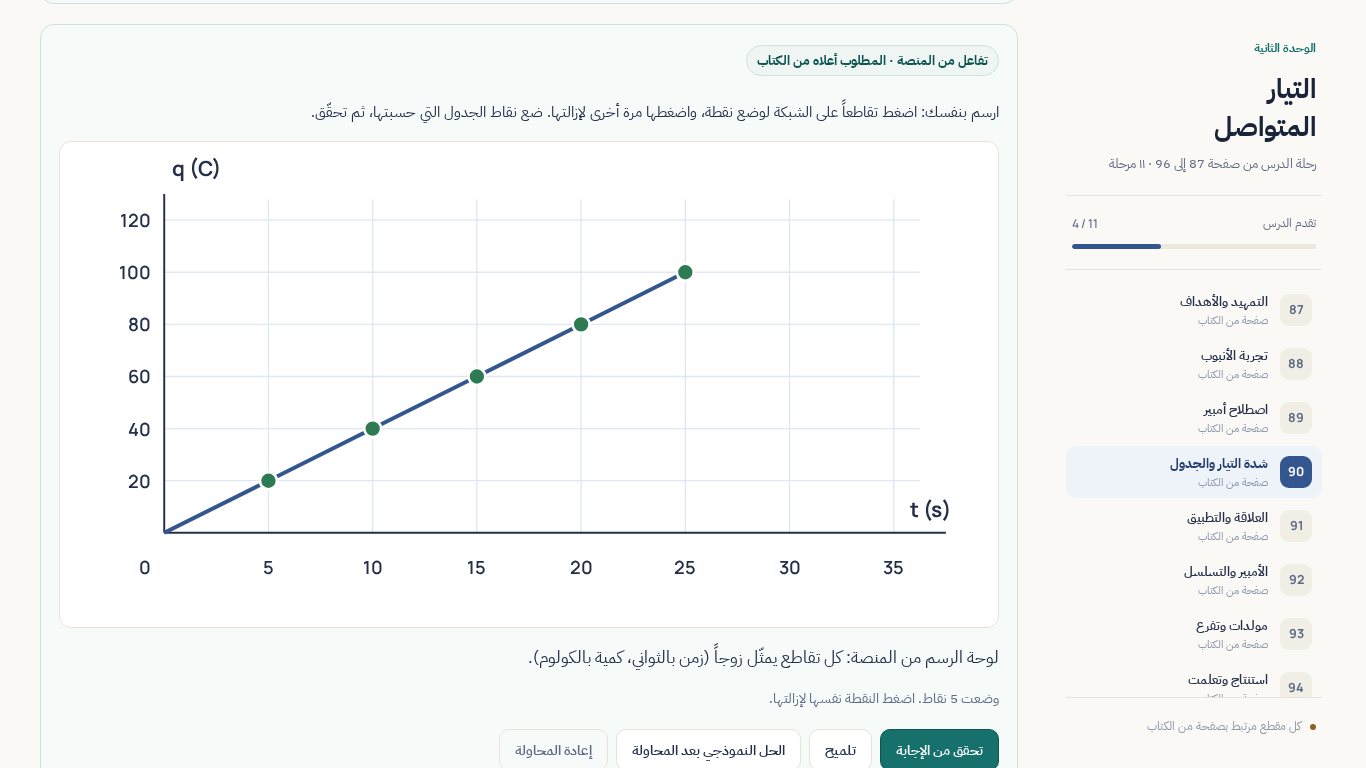 الوحدة الثانية
التيار
المتواصل
رحلة الدرس من صفحة 87 إلى 96 · ١١ مرحلة
تقدم الدرس
4 / 11
87
التمهيد والأهداف
صفحة من الكتاب
88
تجربة الأنبوب
صفحة من الكتاب
89
اصطلاح أمبير
صفحة من الكتاب
90
شدة التيار والجدول
صفحة من الكتاب
91
العلاقة والتطبيق
صفحة من الكتاب
92
الأمبير والتسلسل
صفحة من الكتاب
93
مولدات وتفرع
صفحة من الكتاب
94
استنتاج وتعلمت
كل مقطع مرتبط بصفحة من الكتاب
تفاعل من المنصة · المطلوب أعلاه من الكتاب
ارسم بنفسك: اضغط تقاطعاً على الشبكة لوضع نقطة، واضغطها مرة أخرى لإزالتها. ضع نقاط الجدول التي حسبتها، ثم تحقّق.
q (C)
120
100
80
60
40
20
t (s)
0 5 10 15 20 25 30 35
لوحة الرسم من المنصة: كل تقاطع يمثّل زوجاً (زمن بالثواني، كمية بالكولوم).
وضعت 5 نقاط. اضغط النقطة نفسها لإزالتها.
تحقق من الإجابة
تلميح
الحل النموذجي بعد المحاولة
إعادة المحاولة